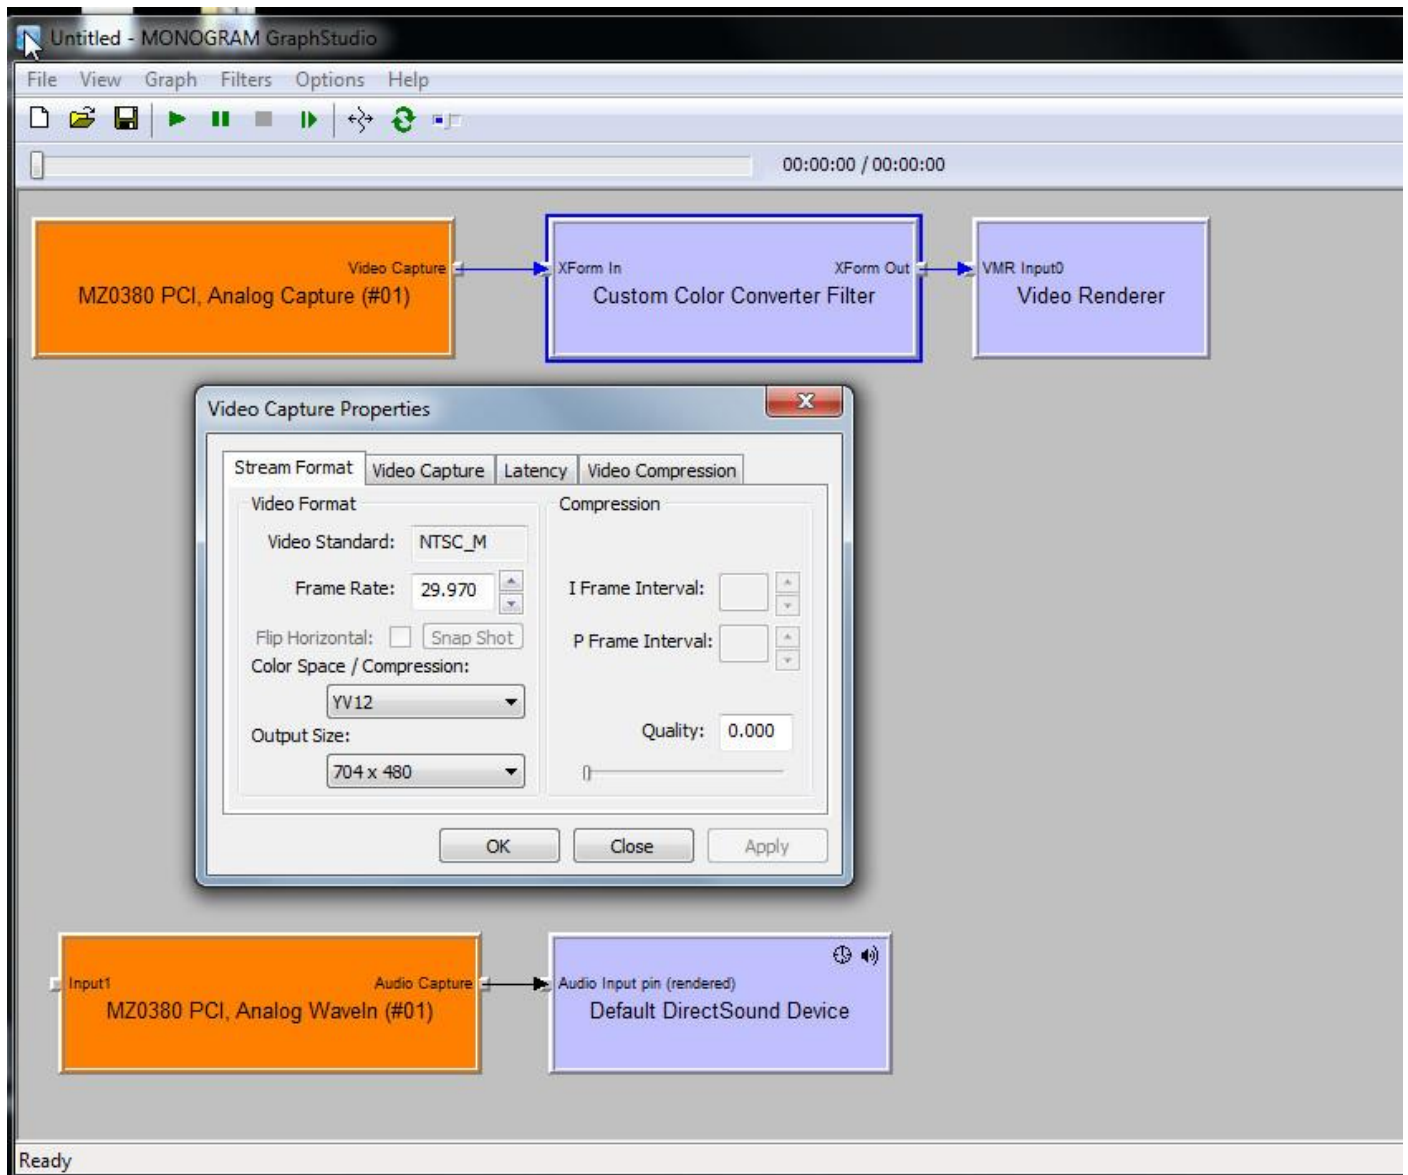 Untitled - MONOGRAM GraphStudio
File View Graph Filters Options Help
00:00:00 / 00:00:00
Video Capture
MZ0380 PCI, Analog Capture (#01)
XForm In XForm Out
Custom Color Converter Filter
VMR Input0
Video Renderer
Video Capture Properties
Stream Format Video Capture Latency Video Compression
Video Format
Video Standard: NTSC_M
Frame Rate: 29.970
Flip Horizontal: Snap Shot
Color Space / Compression:
YV12
Output Size:
704 x 480
Compression
I Frame Interval:
P Frame Interval:
Quality: 0.000
OK Close Apply
Input1 Audio Capture
MZ0380 PCI, Analog WaveIn (#01)
Audio Input pin (rendered)
Default DirectSound Device
Ready